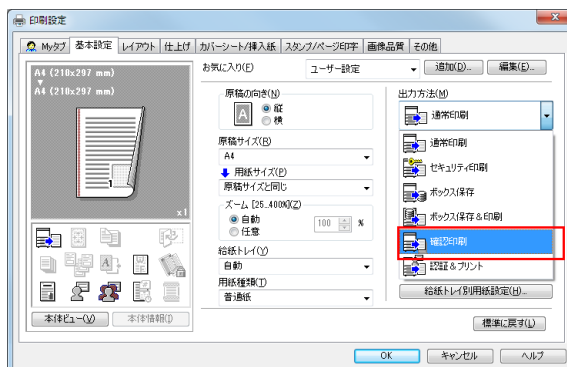 印刷設定
Myタブ 基本設定 レイアウト 仕上げ カバーシート/挿入紙 スタンプ/ページ印字 画像品質 その他
A4 (210x297 mm)
A4 (210x297 mm)
1
x1
本体ビュー(V) 本体情報(I)
お気に入り(F) ユーザー設定 追加(D)... 編集(E)...
原稿の向き(N)
A
縦
横
原稿サイズ(R)
A4
用紙サイズ(P)
原稿サイズと同じ
ズーム [25..400%](Z)
自動
任意
100 %
給紙トレイ(Y)
自動
用紙種類(T)
普通紙
出力方法(M)
通常印刷
通常印刷
セキュリティ印刷
ボックス保存
ボックス保存＆印刷
確認印刷
認証＆プリント
給紙トレイ別用紙設定(H)...
標準に戻す(L)
OK キャンセル ヘルプ